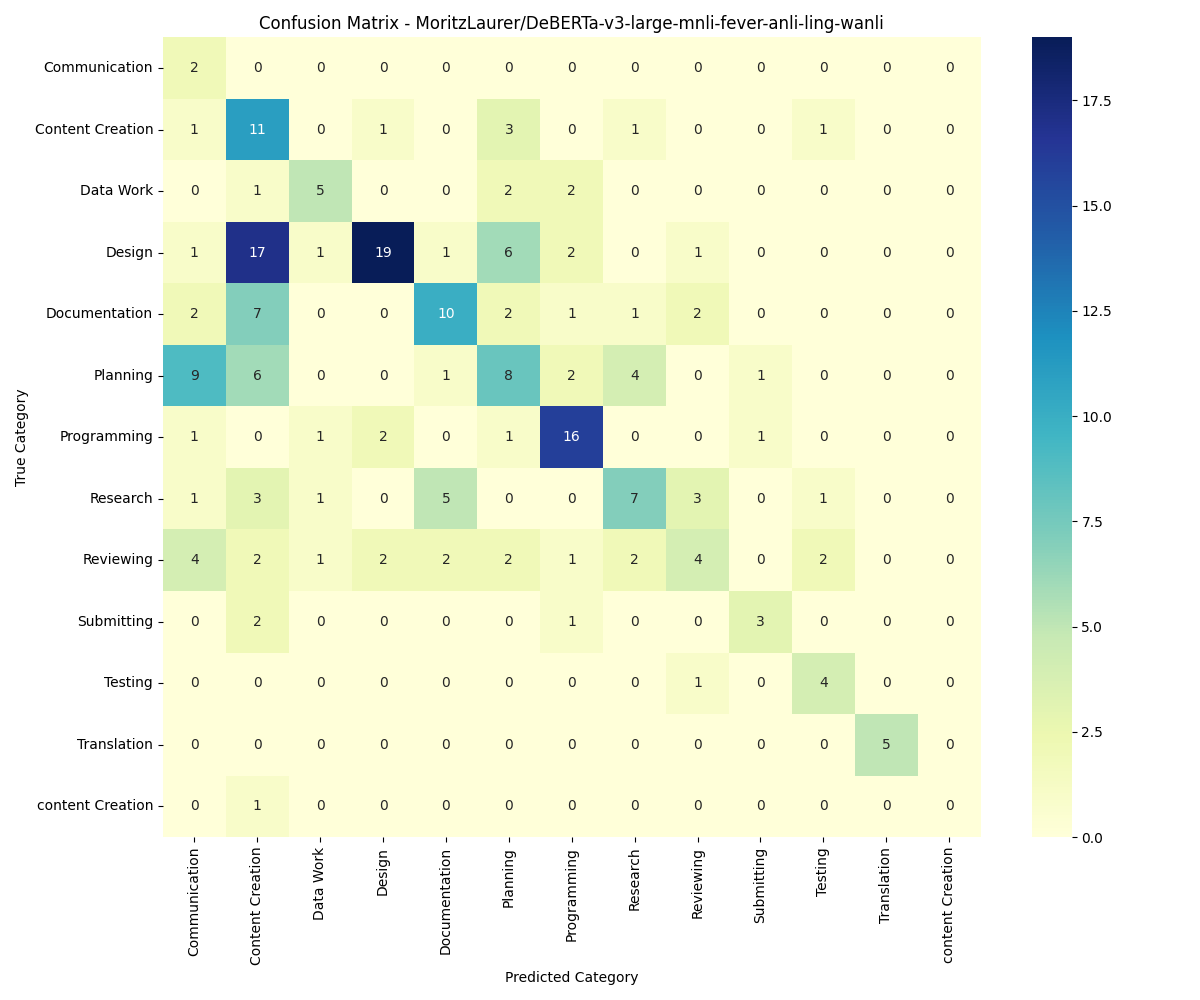 Confusion Matrix - MoritzLaurer/DeBERTa-v3-large-mnli-fever-anli-ling-wanli
Communication 2 0 0 0 0 0 0 0 0 0 0 0 0
Content Creation 1 11 0 1 0 3 0 1 0 0 1 0 0
Data Work 0 1 5 0 0 2 2 0 0 0 0 0 0
Design 1 17 1 19 1 6 2 0 1 0 0 0 0
Documentation 2 7 0 0 10 2 1 1 2 0 0 0 0
Planning 9 6 0 0 1 8 2 4 0 1 0 0 0
Programming 1 0 1 2 0 1 16 0 0 1 0 0 0
Research 1 3 1 0 5 0 0 7 3 0 1 0 0
Reviewing 4 2 1 2 2 2 1 2 4 0 2 0 0
Submitting 0 2 0 0 0 0 1 0 0 3 0 0 0
Testing 0 0 0 0 0 0 0 0 1 0 4 0 0
Translation 0 0 0 0 0 0 0 0 0 0 0 5 0
content Creation 0 1 0 0 0 0 0 0 0 0 0 0 0
True Category
Communication
Content Creation
Data Work
Design
Documentation
Planning
Programming
Research
Reviewing
Submitting
Testing
Translation
content Creation
Predicted Category
17.5
15.0
12.5
10.0
7.5
5.0
2.5
0.0